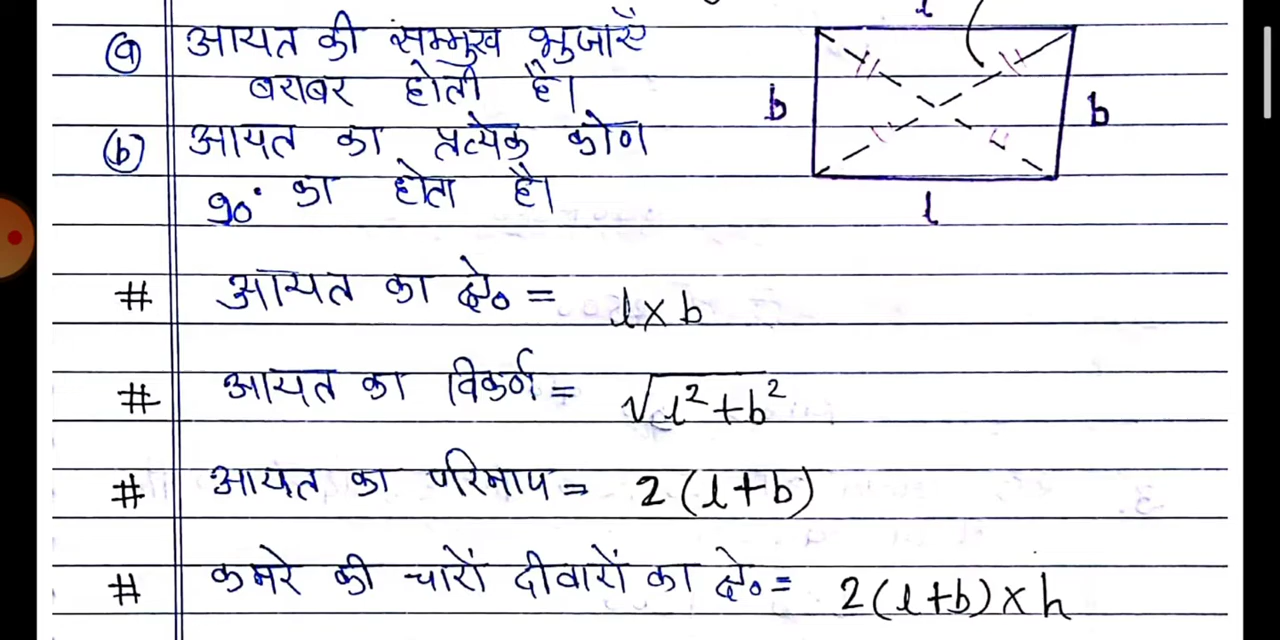 l
(a) आयत की सम्मुख भुजाएँ
बराबर होती है।
b
b
(b) आयत का प्रत्येक कोण
90° का होता है।
l
# आयत का क्षे० = l x b
# आयत का विकर्ण = √l²+b²
# आयत का परिमाप = 2(l+b)
# कमरे की चारों दीवारों का क्षे० = 2(l+b)xh